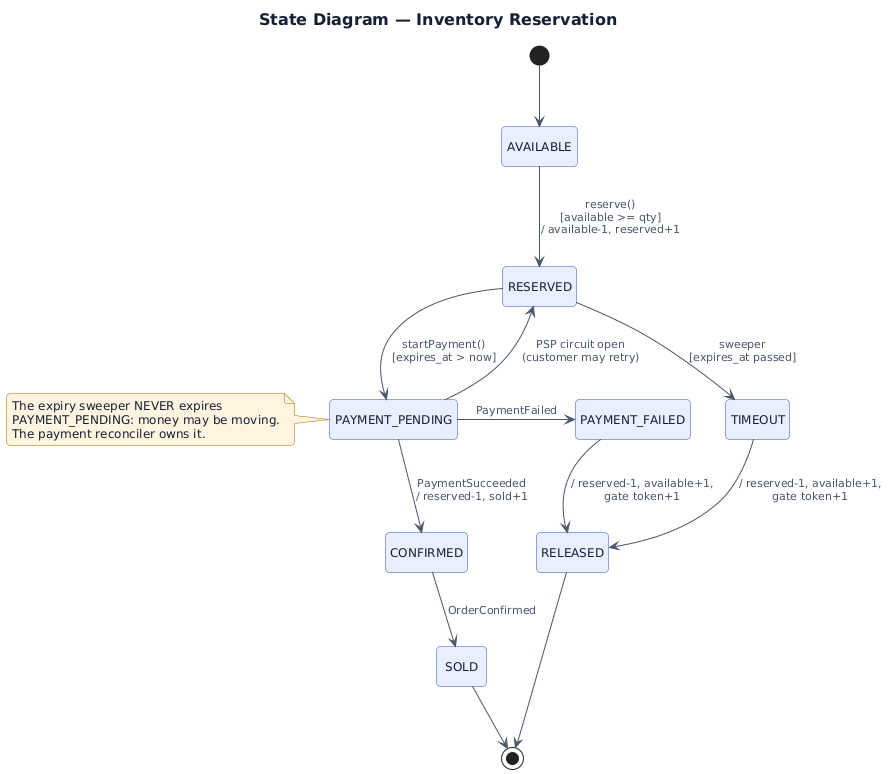 State Diagram — Inventory Reservation
AVAILABLE
reserve()
[available >= qty]
/ available-1, reserved+1
RESERVED
startPayment()
[expires_at > now]
PSP circuit open
(customer may retry)
sweeper
[expires_at passed]
The expiry sweeper NEVER expires
PAYMENT_PENDING: money may be moving.
The payment reconciler owns it.
PAYMENT_PENDING
PaymentFailed
PAYMENT_FAILED
TIMEOUT
PaymentSucceeded
/ reserved-1, sold+1
/ reserved-1, available+1,
gate token+1
/ reserved-1, available+1,
gate token+1
CONFIRMED
RELEASED
OrderConfirmed
SOLD